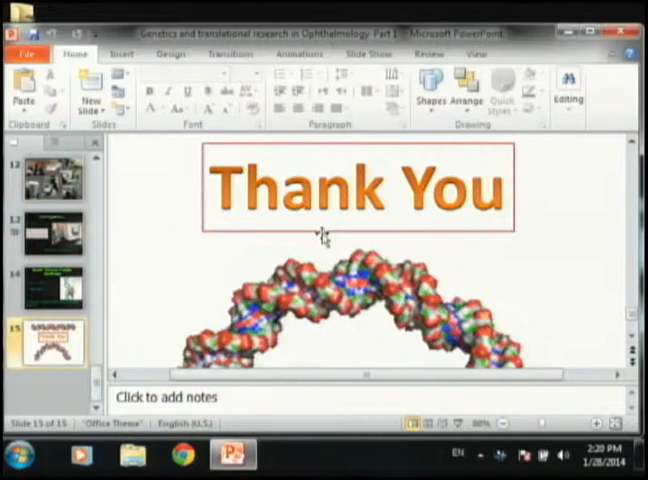 Genetics and translational research in Ophthalmology-Part 1 - Microsoft PowerPoint
File Home Insert Design Transitions Animations Slide Show Review View
Paste New Slide Shapes Arrange Quick Styles Editing
Clipboard Slides Font Paragraph Drawing
12
13
14
15
Thank You
Thank You
Click to add notes
Slide 15 of 15 "Office Theme" English (U.S.) 80%
EN 2:20 PM
1/28/2014